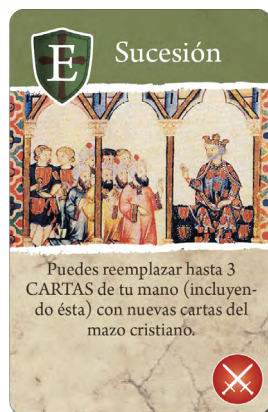 E
Sucesión
Puedes reemplazar hasta 3
CARTAS de tu mano (incluyen-
do ésta) con nuevas cartas del
mazo cristiano.